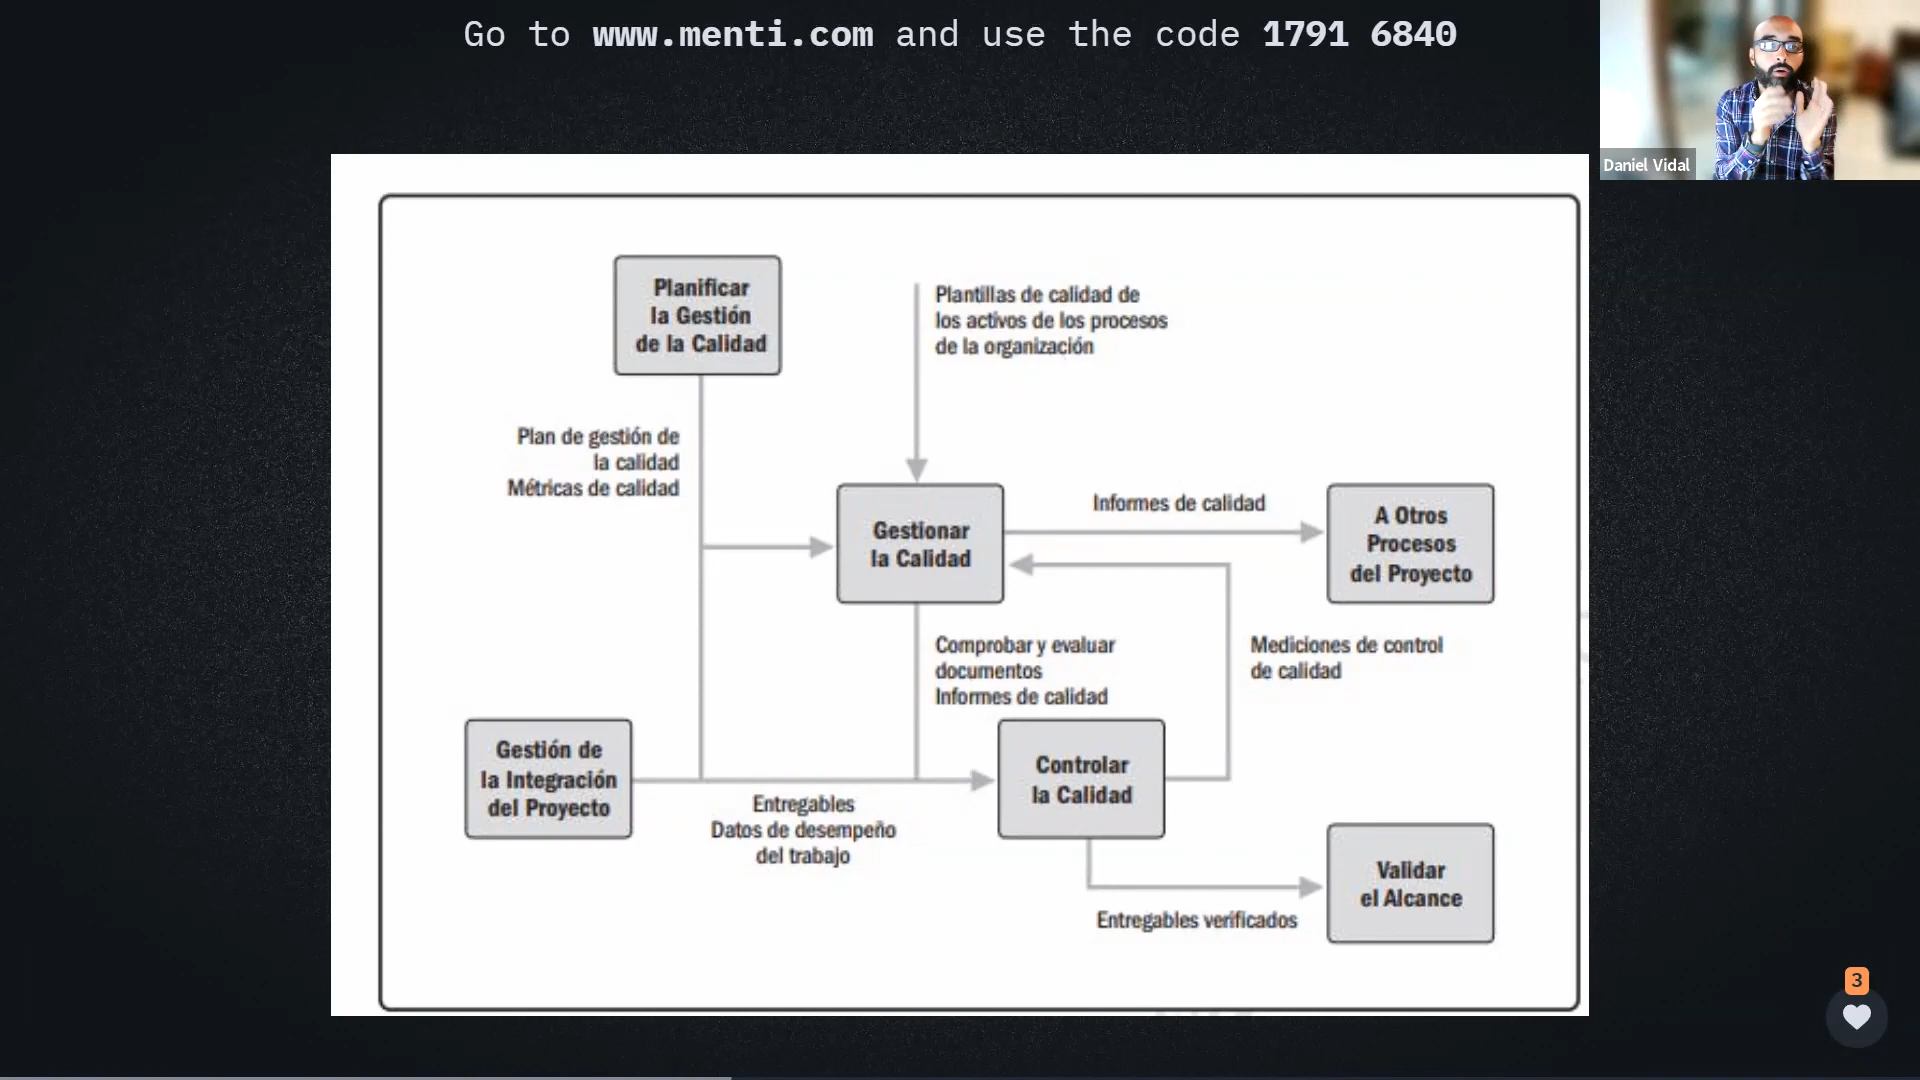 Go to www.menti.com and use the code 1791 6840
Daniel Vidal
Planificar
la Gestión
de la Calidad
Plantillas de calidad de
los activos de los procesos
de la organización
Plan de gestión de
la calidad
Métricas de calidad
Gestionar
la Calidad
Informes de calidad
A Otros
Procesos
del Proyecto
Comprobar y evaluar
documentos
Informes de calidad
Mediciones de control
de calidad
Gestión de
la Integración
del Proyecto
Entregables
Datos de desempeño
del trabajo
Controlar
la Calidad
Validar
el Alcance
Entregables verificados
3